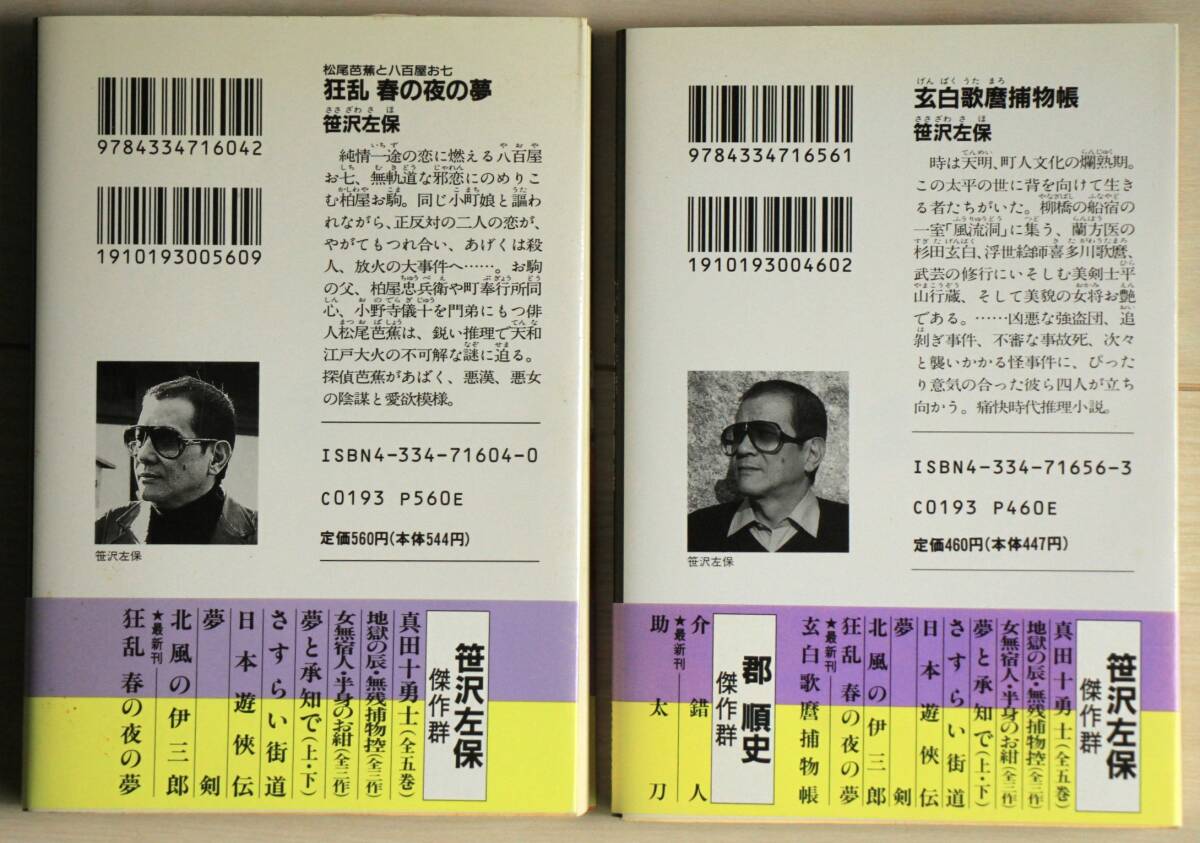 9784334716042
1910193005609
松尾芭蕉と八百屋お七
狂乱 春の夜の夢
ささざわ さ ほ
笹沢左保
純情一途の恋に燃える八百屋
お七、無軌道な邪恋にのめりこ
む柏屋お駒。同じ小町娘と謳わ
れながら、正反対の二人の恋が、
やがてもつれ合い、あげくは殺
人、放火の大事件へ……。お駒
の父、柏屋忠兵衛や町奉行所同
心、小野寺儀十を門弟にもつ俳
人松尾芭蕉は、鋭い推理で天和
江戸大火の不可解な謎に迫る。
探偵芭蕉があばく、悪漢、悪女
の陰謀と愛欲模様。
ISBN4-334-71604-0
C0193 P560E
定価560円(本体544円)
笹沢左保
笹沢左保
傑作群
真田十勇士(全五巻)
地獄の辰・無残捕物控(全三作)
女無宿人・半身のお紺(全三作)
夢と承知で(上・下)
さすらい街道
日本遊俠伝
夢剣
北風の伊三郎
★最新刊
狂乱 春の夜の夢
9784334716561
1910193004602
げん ぱく うた まろ
玄白歌麿捕物帳
ささざわ さ ほ
笹沢左保
時は天明、町人文化の爛熟期。
この太平の世に背を向けて生き
る者たちがいた。柳橋の船宿の
一室「風流洞」に集う、蘭方医の
杉田玄白、浮世絵師喜多川歌麿、
武芸の修行にいそしむ美剣士平
山行蔵、そして美貌の女将お艶
である。……凶悪な強盗団、追
剝ぎ事件、不審な事故死、次々
と襲いかかる怪事件に、ぴった
り意気の合った彼ら四人が立ち
向かう。痛快時代推理小説。
ISBN4-334-71656-3
C0193 P460E
定価460円(本体447円)
笹沢左保
笹沢左保
傑作群
真田十勇士(全五巻)
地獄の辰・無残捕物控(全三作)
女無宿人・半身のお紺(全三作)
夢と承知で(上・下)
さすらい街道
日本遊俠伝
夢剣
北風の伊三郎
狂乱 春の夜の夢
★最新刊
玄白歌麿捕物帳
郡 順史
傑作群
介錯人
★最新刊
助太刀